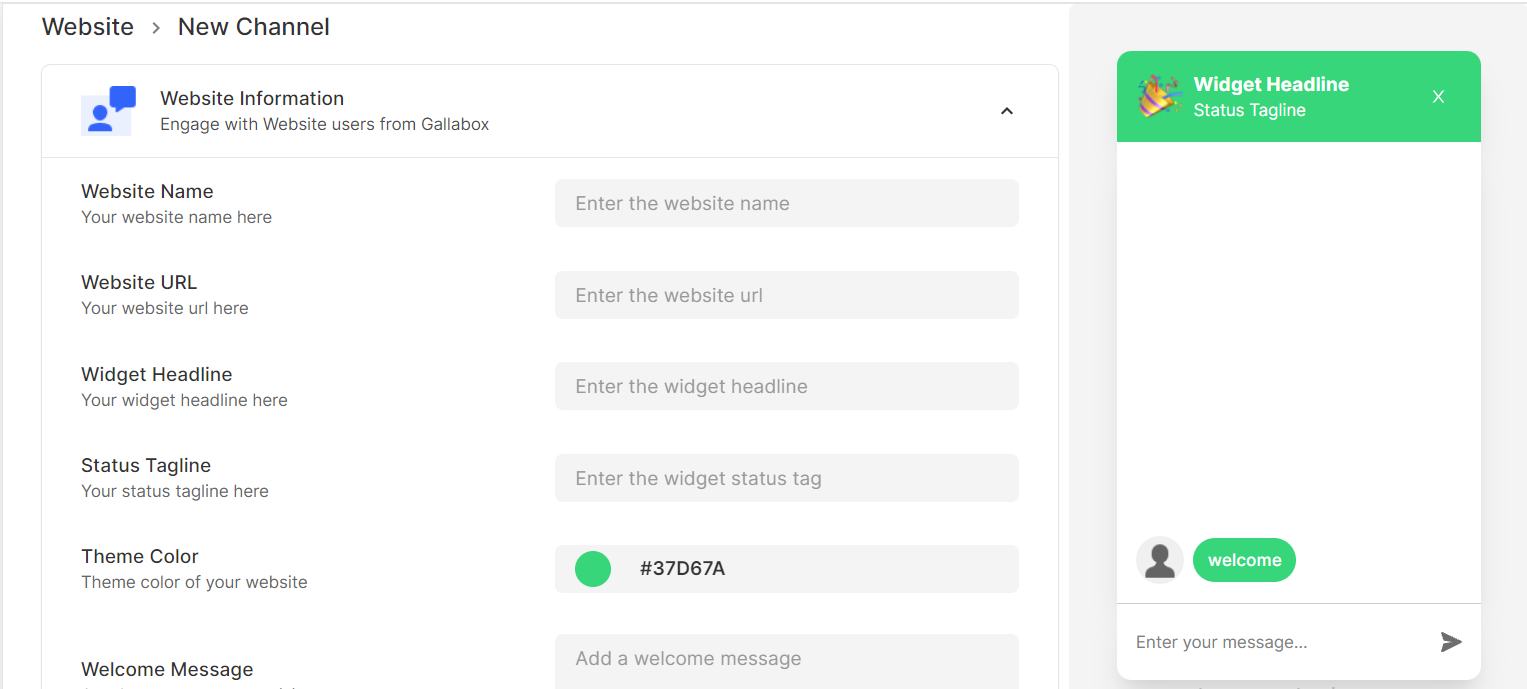 Website > New Channel
Website Information
Engage with Website users from Gallabox
Website Name
Your website name here
Enter the website name
Website URL
Your website url here
Enter the website url
Widget Headline
Your widget headline here
Enter the widget headline
Status Tagline
Your status tagline here
Enter the widget status tag
Theme Color
Theme color of your website
#37D67A
Welcome Message
Add a welcome message
Widget Headline
Status Tagline
X
welcome
Enter your message...